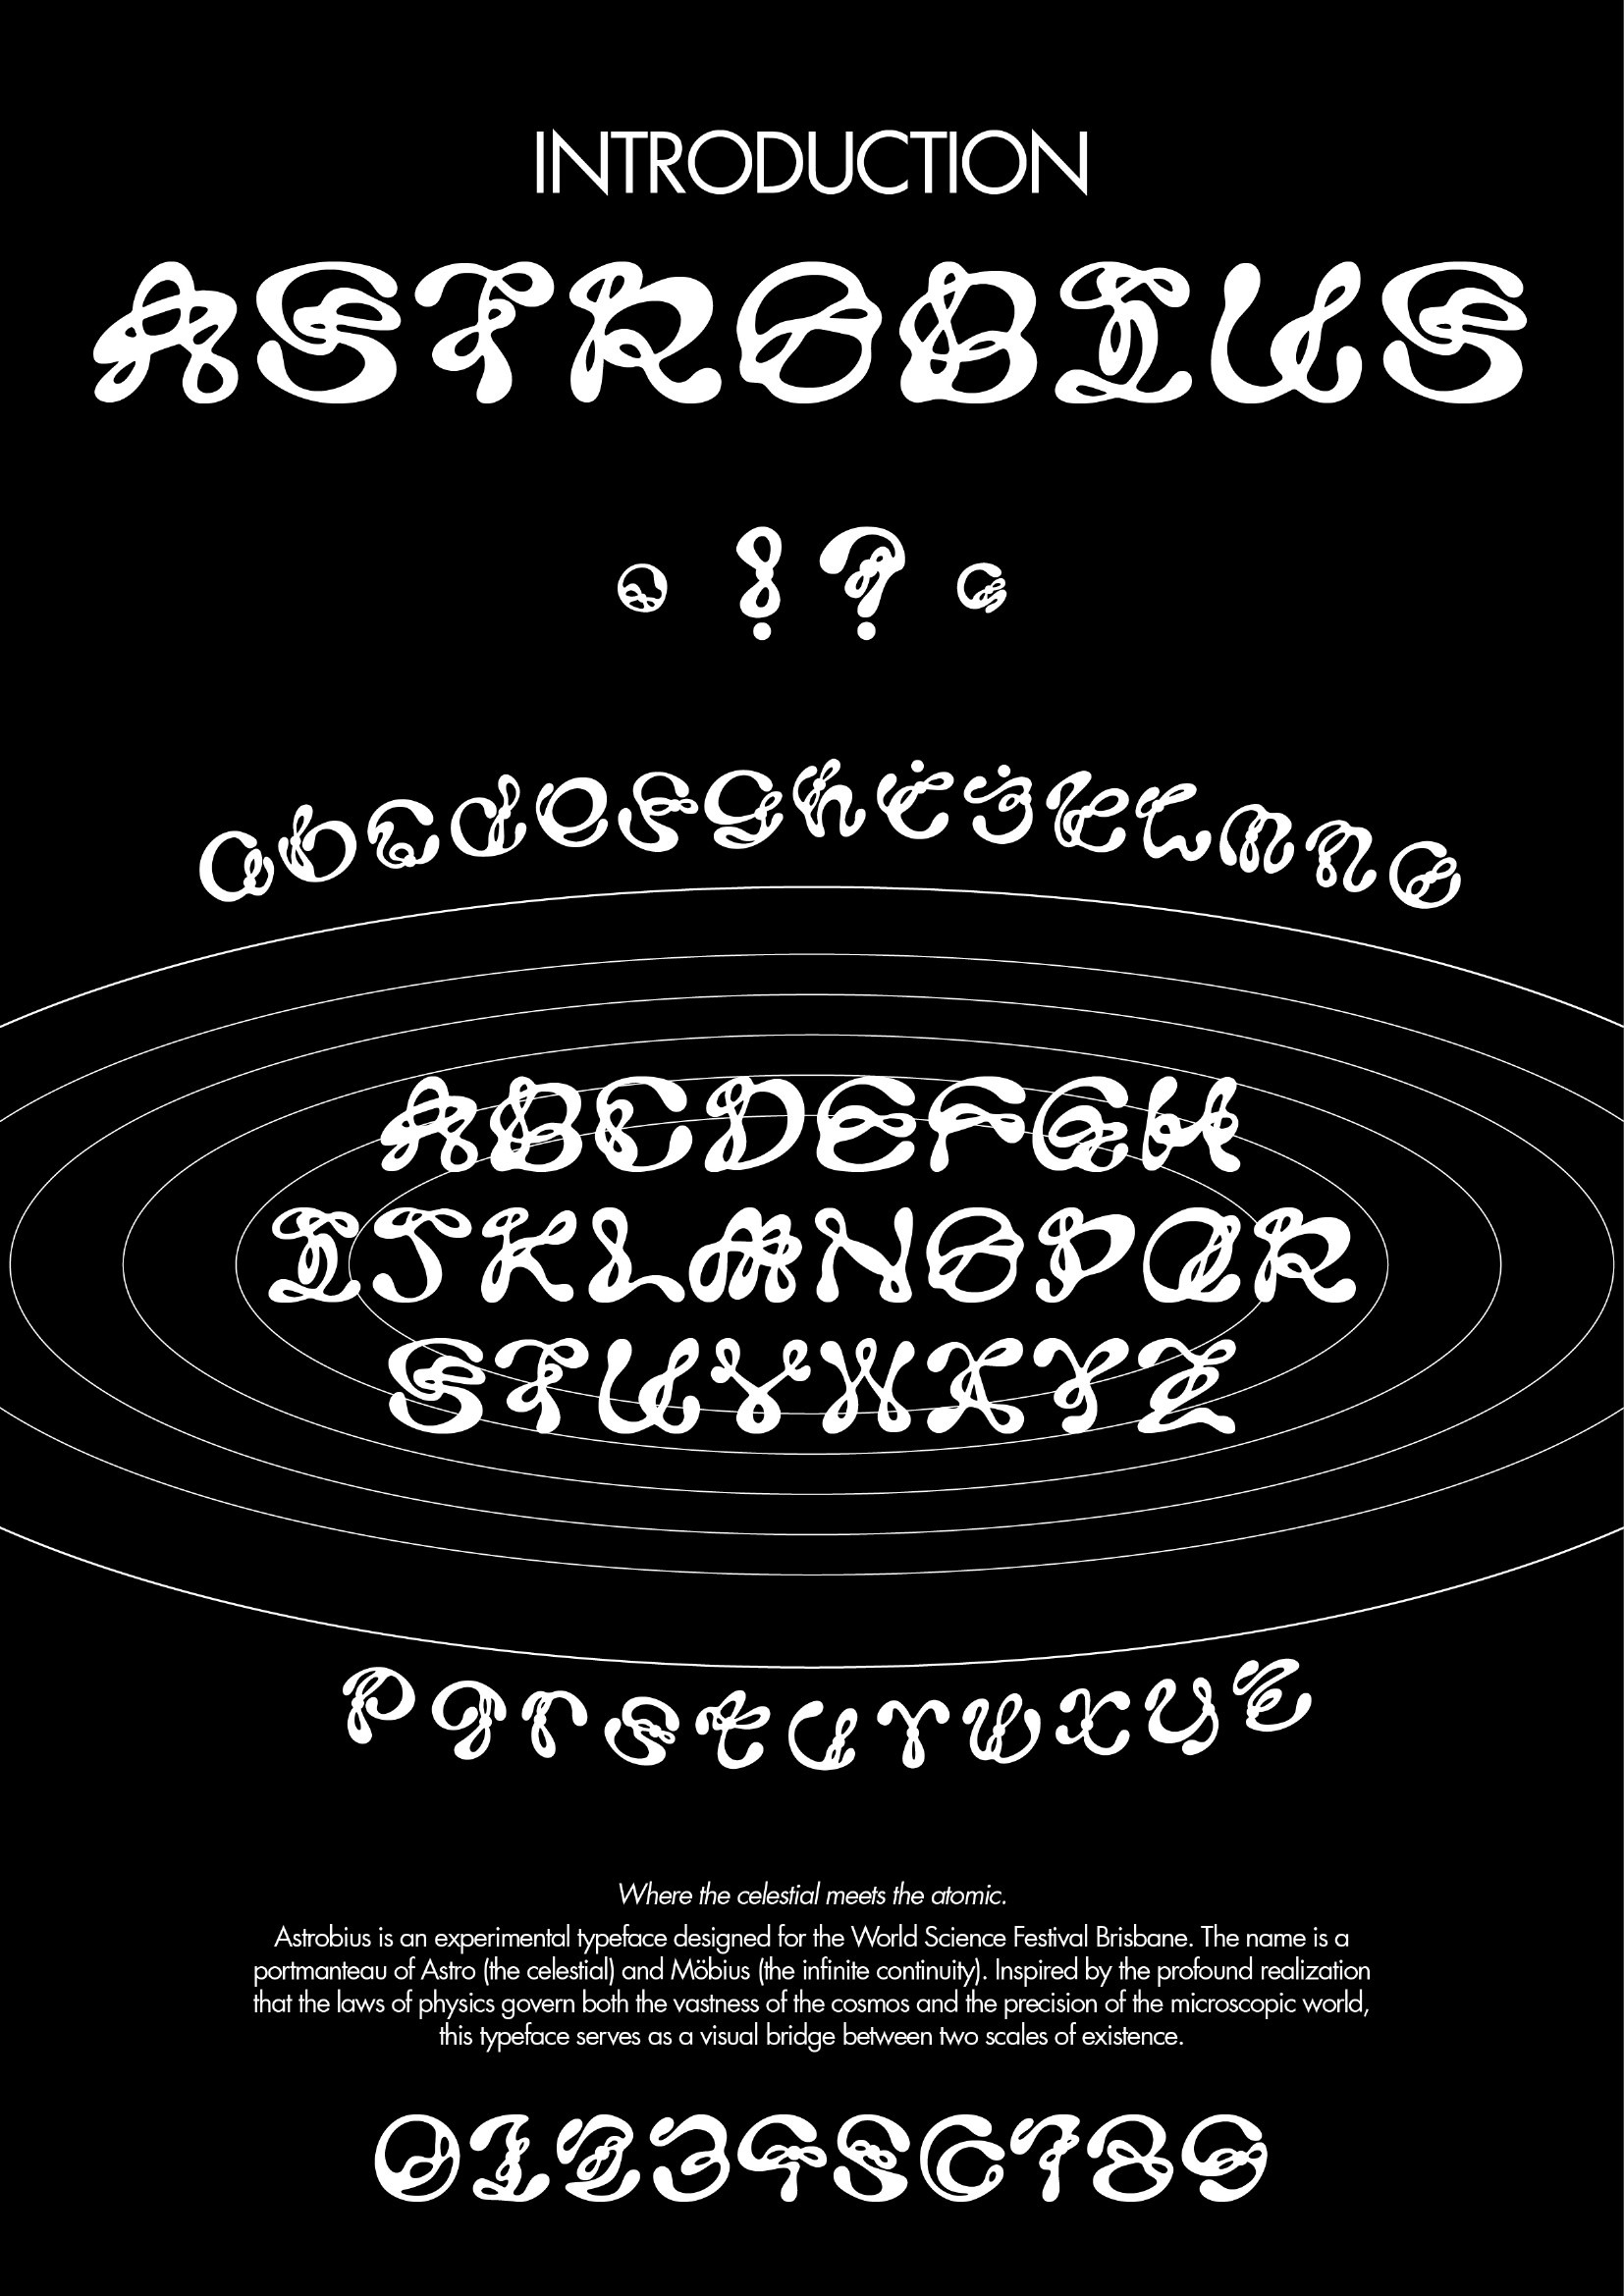 INTRODUCTION
ASTROBIUS
! ?
abcdefghijklmno
ABCDEFGH
IJKLMNOPQR
STUVWXYZ
pqrstuvwxyz
Where the celestial meets the atomic.
Astrobius is an experimental typeface designed for the World Science Festival Brisbane. The name is a
portmanteau of Astro (the celestial) and Möbius (the infinite continuity). Inspired by the profound realization
that the laws of physics govern both the vastness of the cosmos and the precision of the microscopic world,
this typeface serves as a visual bridge between two scales of existence.
0123456789